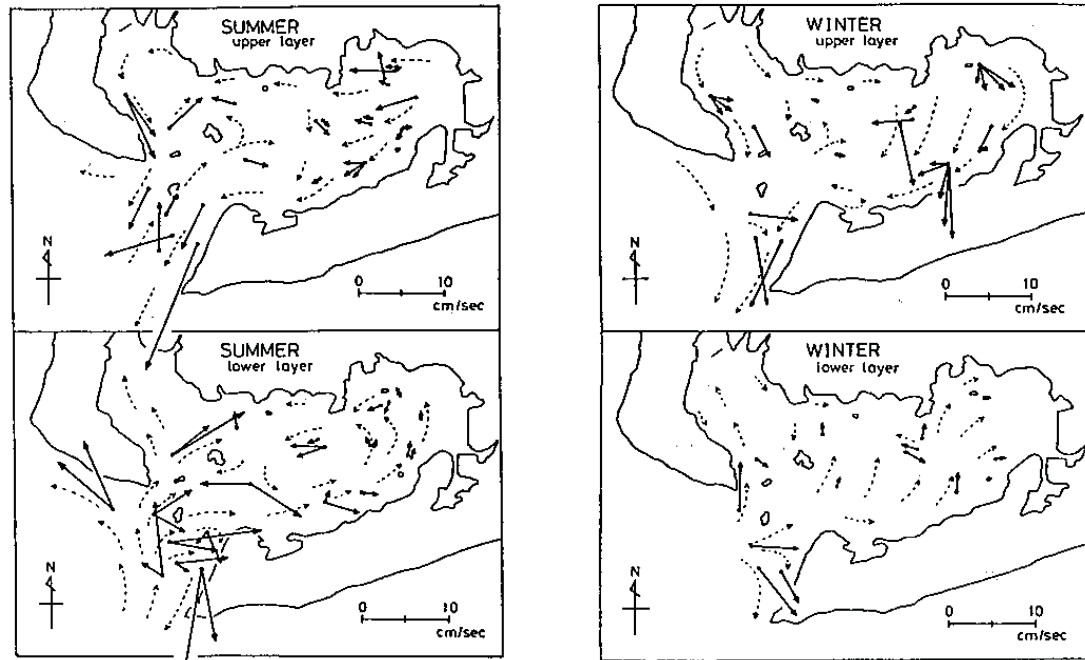 SUMMER
upper layer
N
0 10
cm/sec
WINTER
upper layer
N
0 10
cm/sec
SUMMER
lower layer
N
0 10
cm/sec
WINTER
lower layer
N
0 10
cm/sec